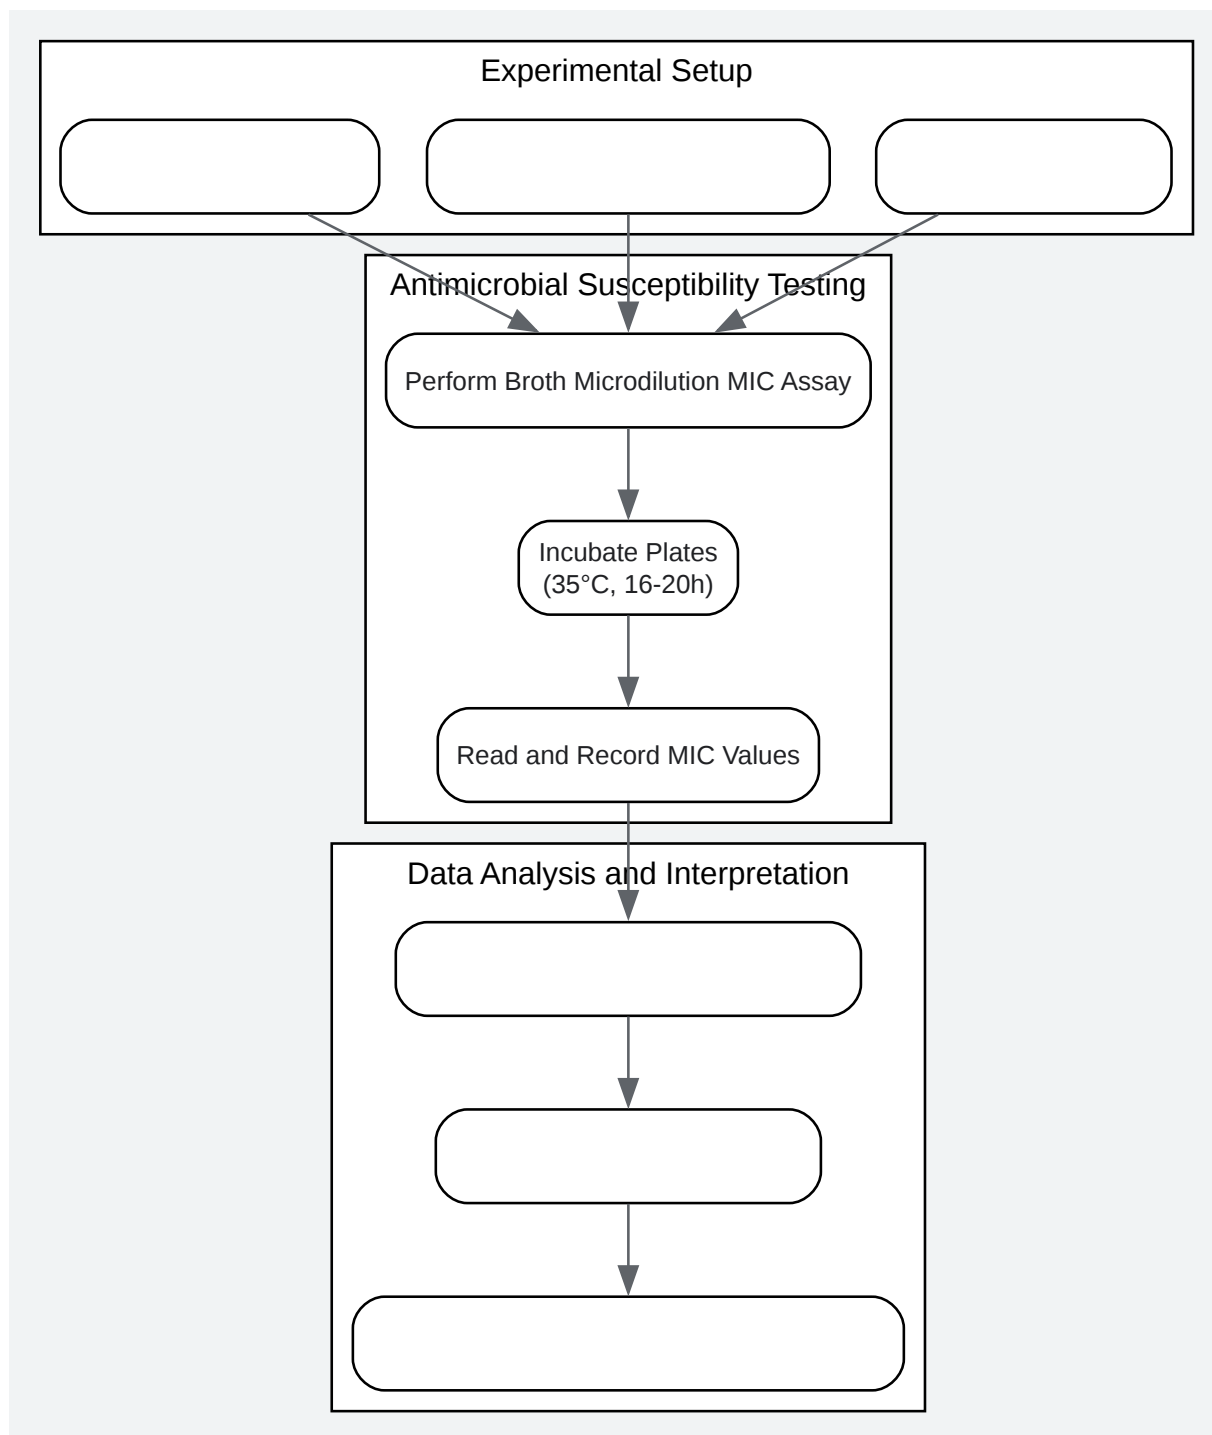 Experimental Setup
Antimicrobial Susceptibility Testing
Perform Broth Microdilution MIC Assay
Incubate Plates
(35°C, 16-20h)
Read and Record MIC Values
Data Analysis and Interpretation